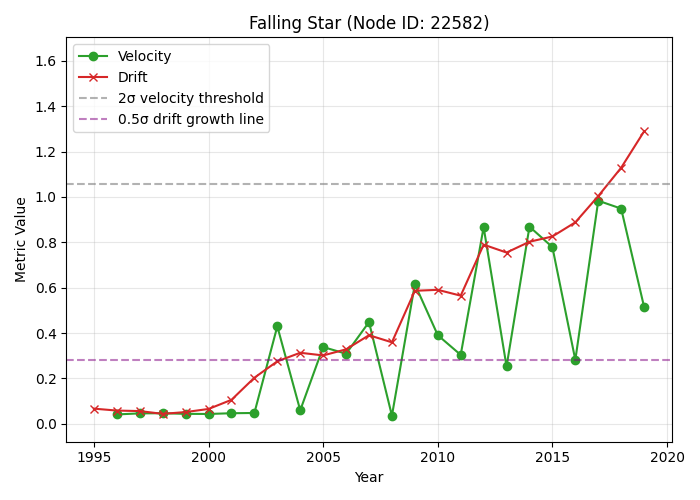 Falling Star (Node ID: 22582)
Velocity
Drift
2σ velocity threshold
0.5σ drift growth line
Metric Value
1.6
1.4
1.2
1.0
0.8
0.6
0.4
0.2
0.0
1995
2000
2005
2010
2015
2020
Year